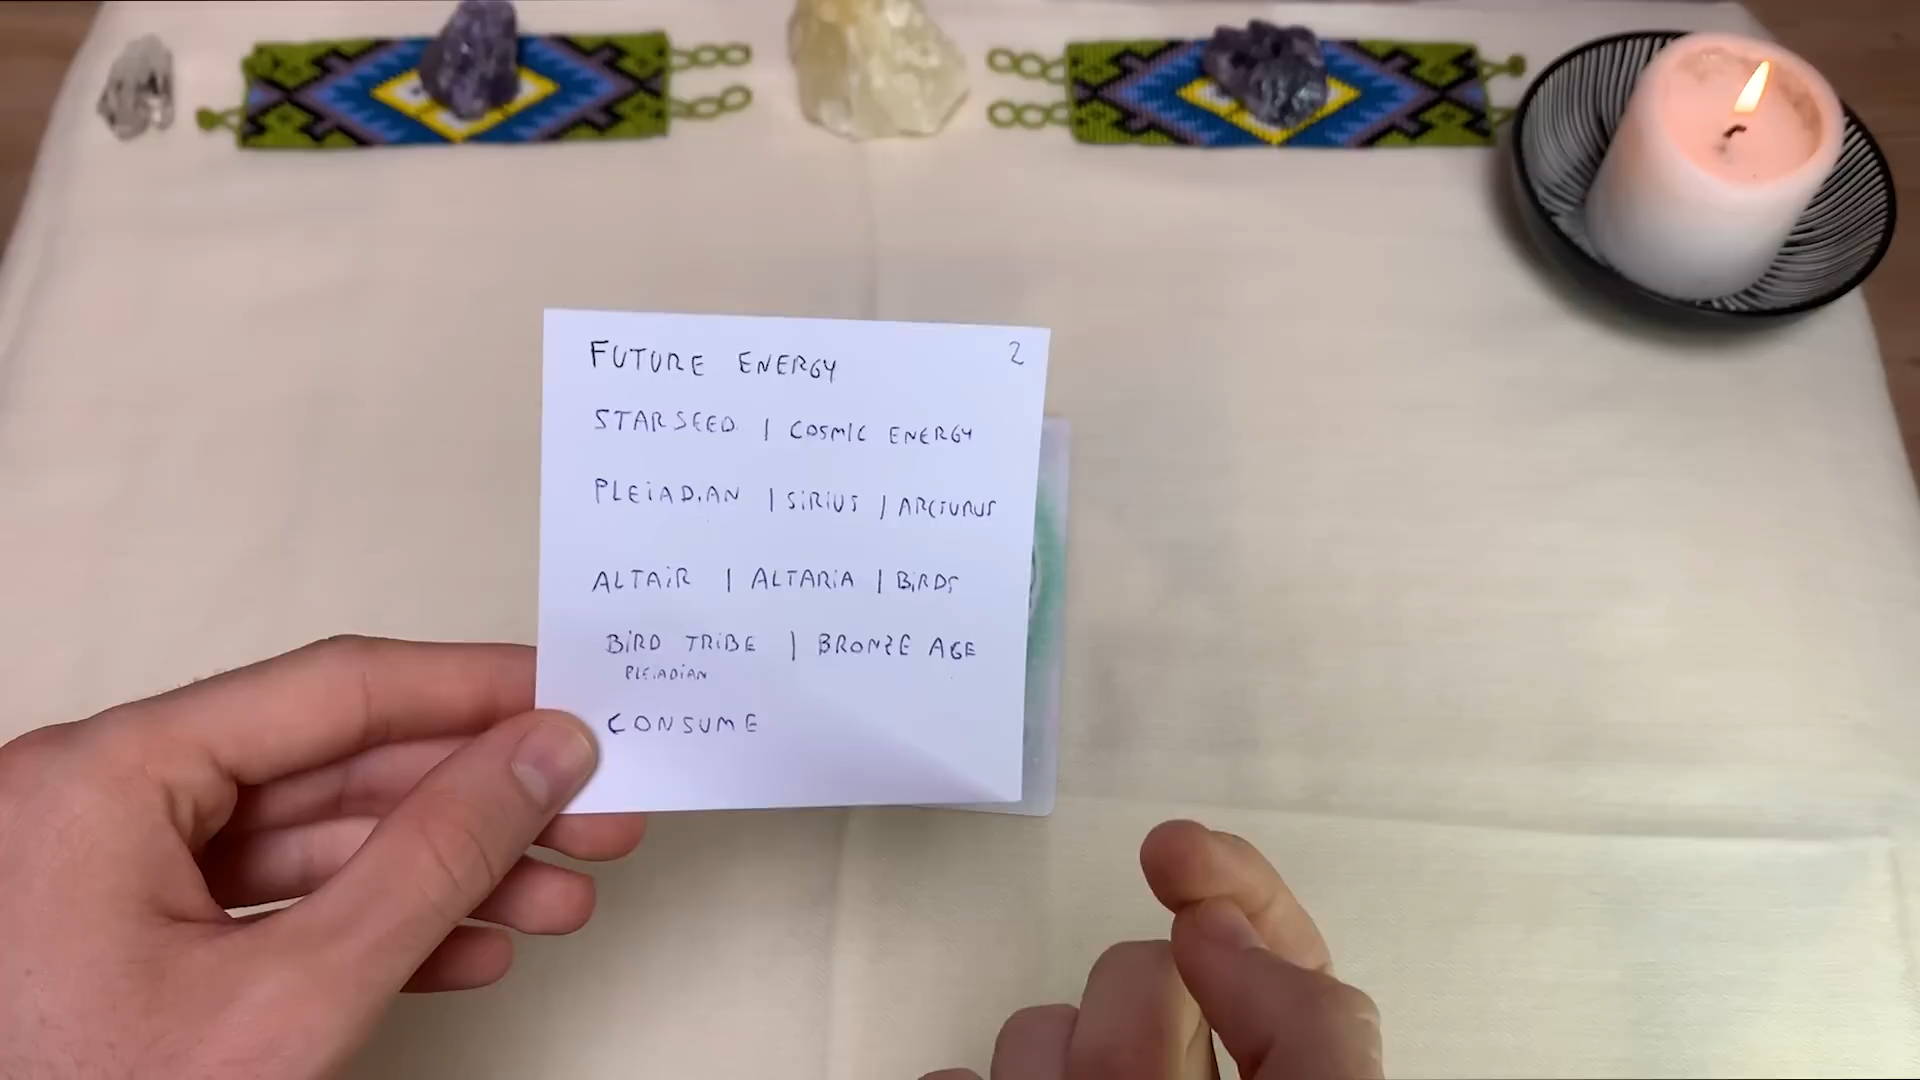 FUTURE ENERGY 2
STARSEED | COSMIC ENERGY
PLEIADIAN | SIRIUS | ARCTURUS
ALTAIR | ALTARIA | BIRDS
BIRD TRIBE | BRONZE AGE
PLEIADIAN
CONSUME